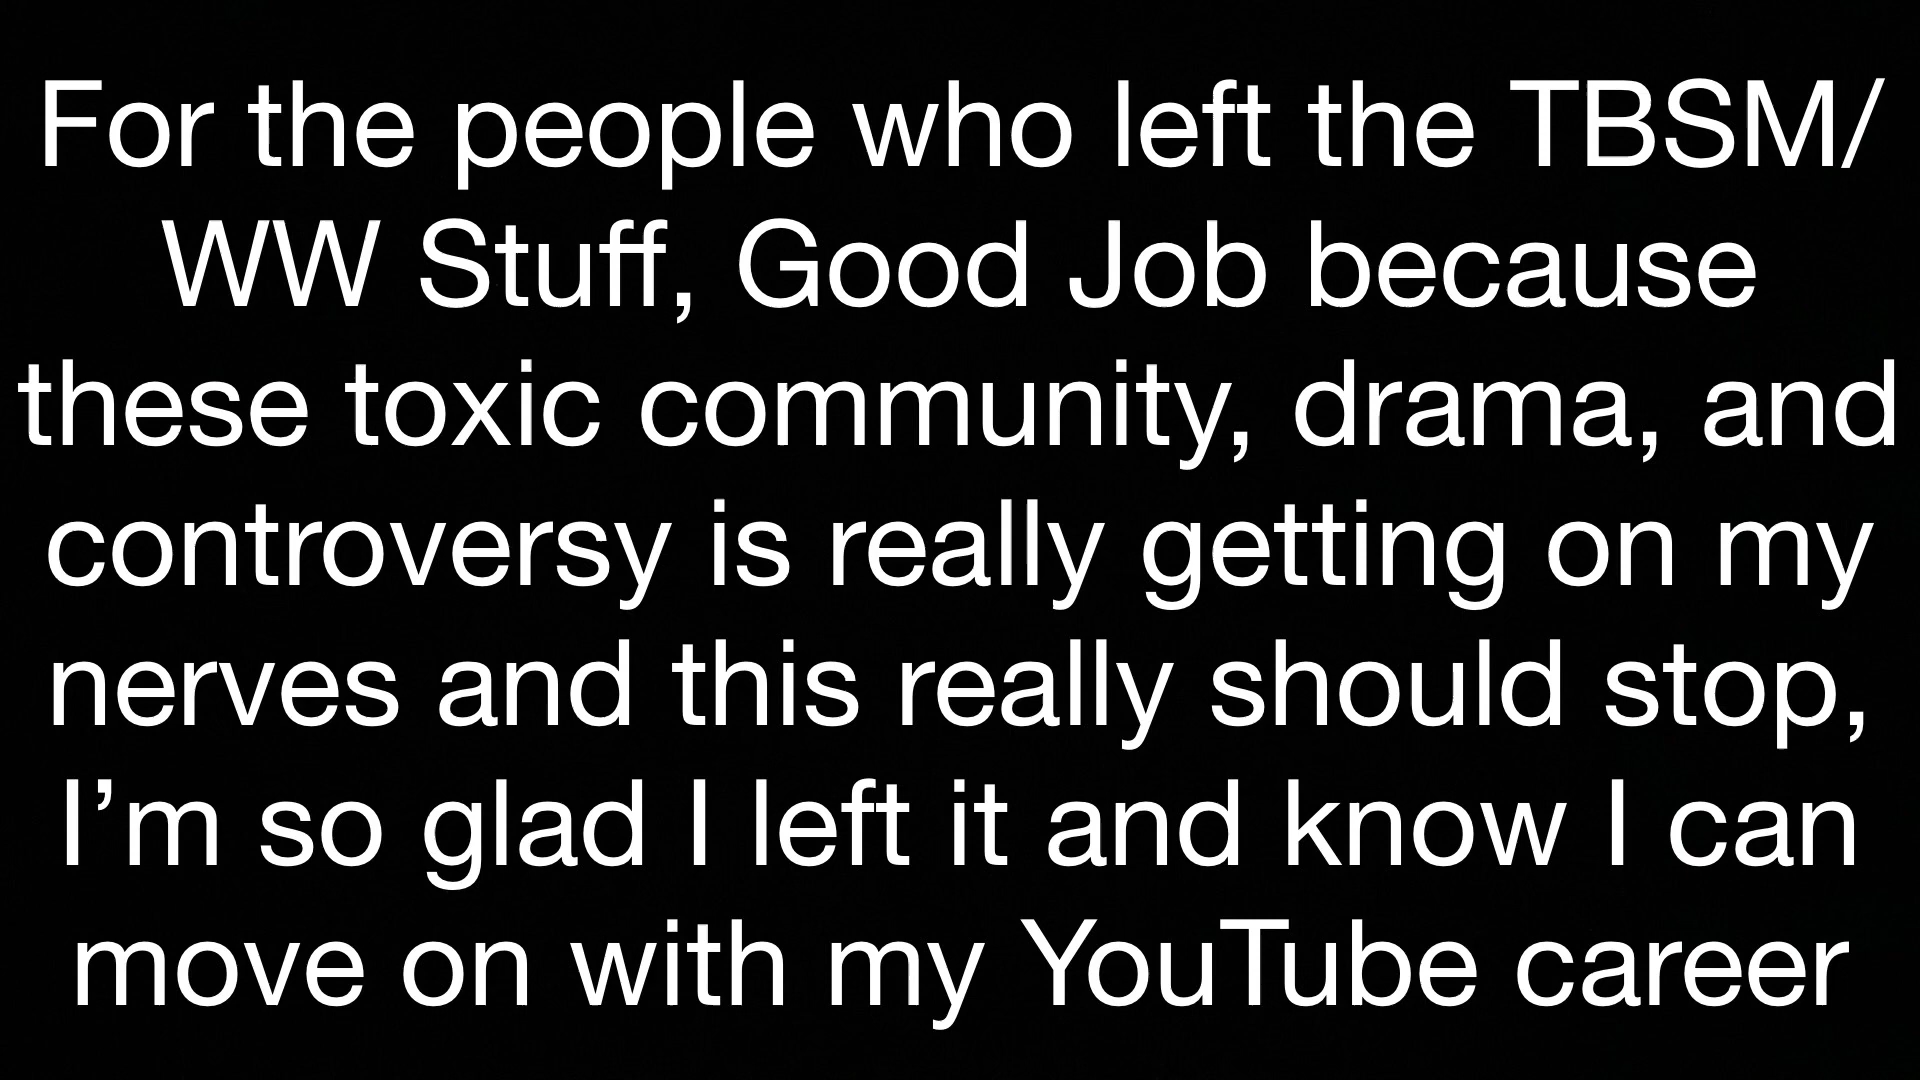 For the people who left the TBSM/
WW Stuff, Good Job because
these toxic community, drama, and
controversy is really getting on my
nerves and this really should stop,
I’m so glad I left it and know I can
move on with my YouTube career